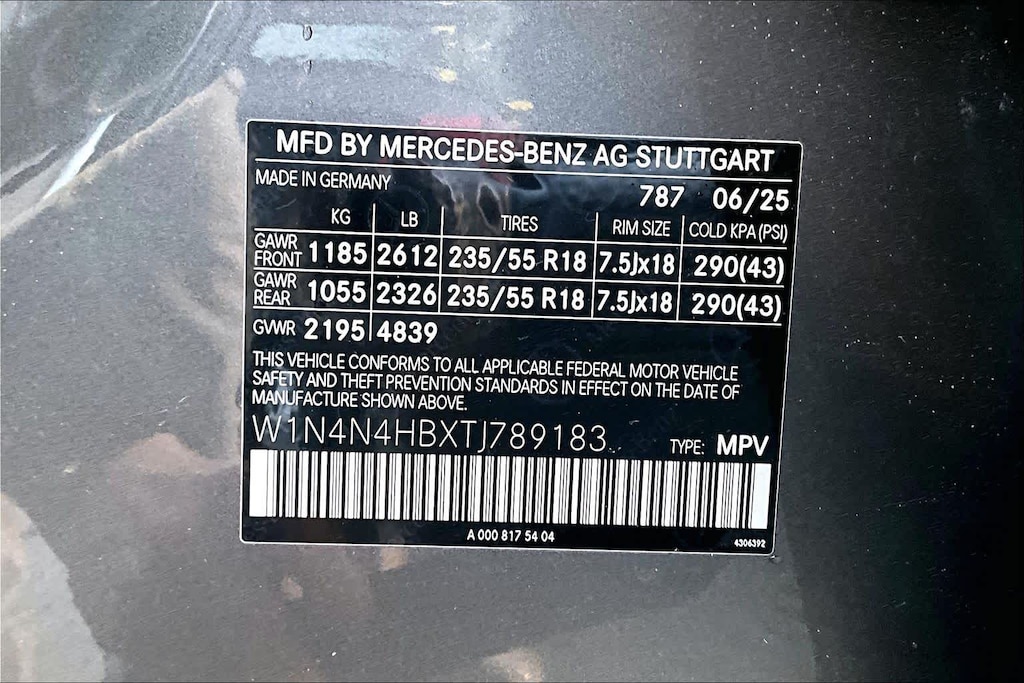 MFD BY MERCEDES-BENZ AG STUTTGART
MADE IN GERMANY 787 06/25
KG LB TIRES RIM SIZE COLD KPA (PSI)
GAWR FRONT 1185 2612 235/55 R18 7.5Jx18 290(43)
GAWR REAR 1055 2326 235/55 R18 7.5Jx18 290(43)
GVWR 2195 4839
THIS VEHICLE CONFORMS TO ALL APPLICABLE FEDERAL MOTOR VEHICLE
SAFETY AND THEFT PREVENTION STANDARDS IN EFFECT ON THE DATE OF
MANUFACTURE SHOWN ABOVE.
W1N4N4HBXTJ789183 TYPE: MPV
A 000 817 54 04 4306392